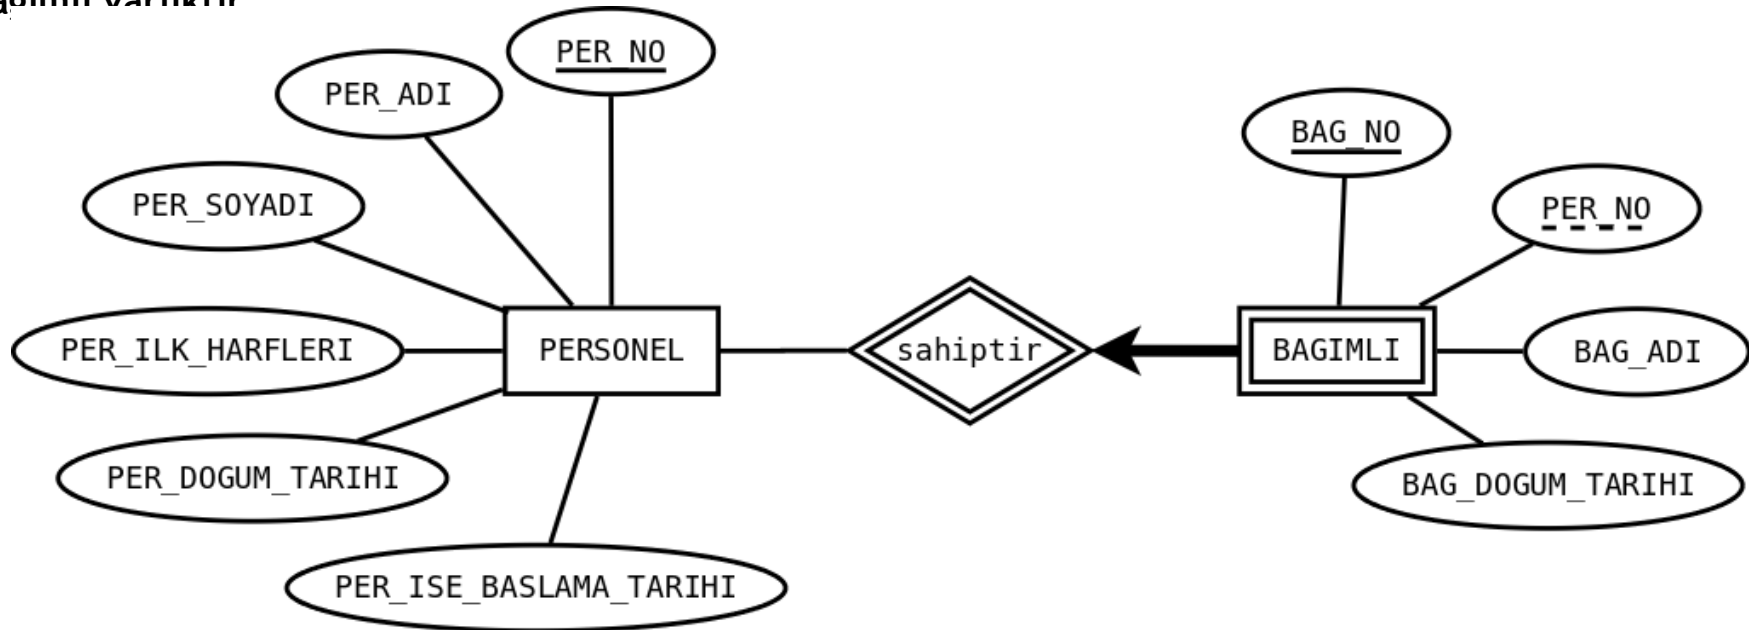 PER_NO
PER_ADI
BAG_NO
PER_SOYADI
PER_NO
PER_ILK_HARFLERI
PERSONEL
sahiptir
BAGIMLI
BAG_ADI
PER_DOGUM_TARIHI
BAG_DOGUM_TARIHI
PER_ISE_BASLAMA_TARIHI